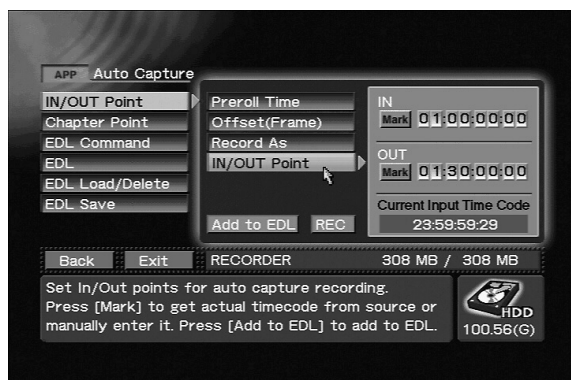 APP Auto Capture
IN/OUT Point
Chapter Point
EDL Command
EDL
EDL Load/Delete
EDL Save
Preroll Time
Offset(Frame)
Record As
IN/OUT Point
Add to EDL REC
IN
Mark 01:00:00:00
OUT
Mark 01:30:00:00
Current Input Time Code
23:59:59:29
Back Exit RECORDER 308 MB / 308 MB
Set In/Out points for auto capture recording.
Press [Mark] to get actual timecode from source or
manually enter it. Press [Add to EDL] to add to EDL.
HDD
100.56(G)